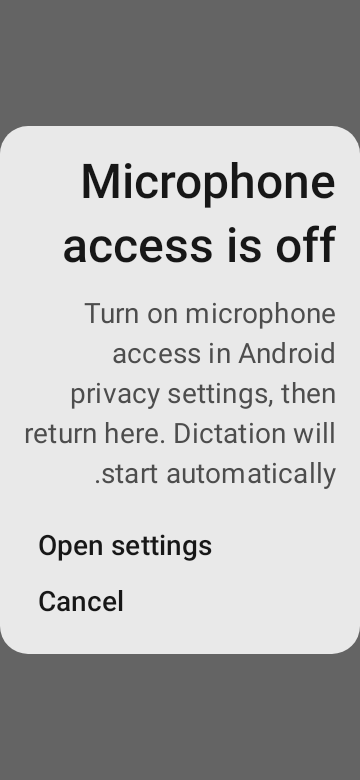 Microphone
access is off
Turn on microphone
access in Android
privacy settings, then
return here. Dictation will
.start automatically
Open settings
Cancel